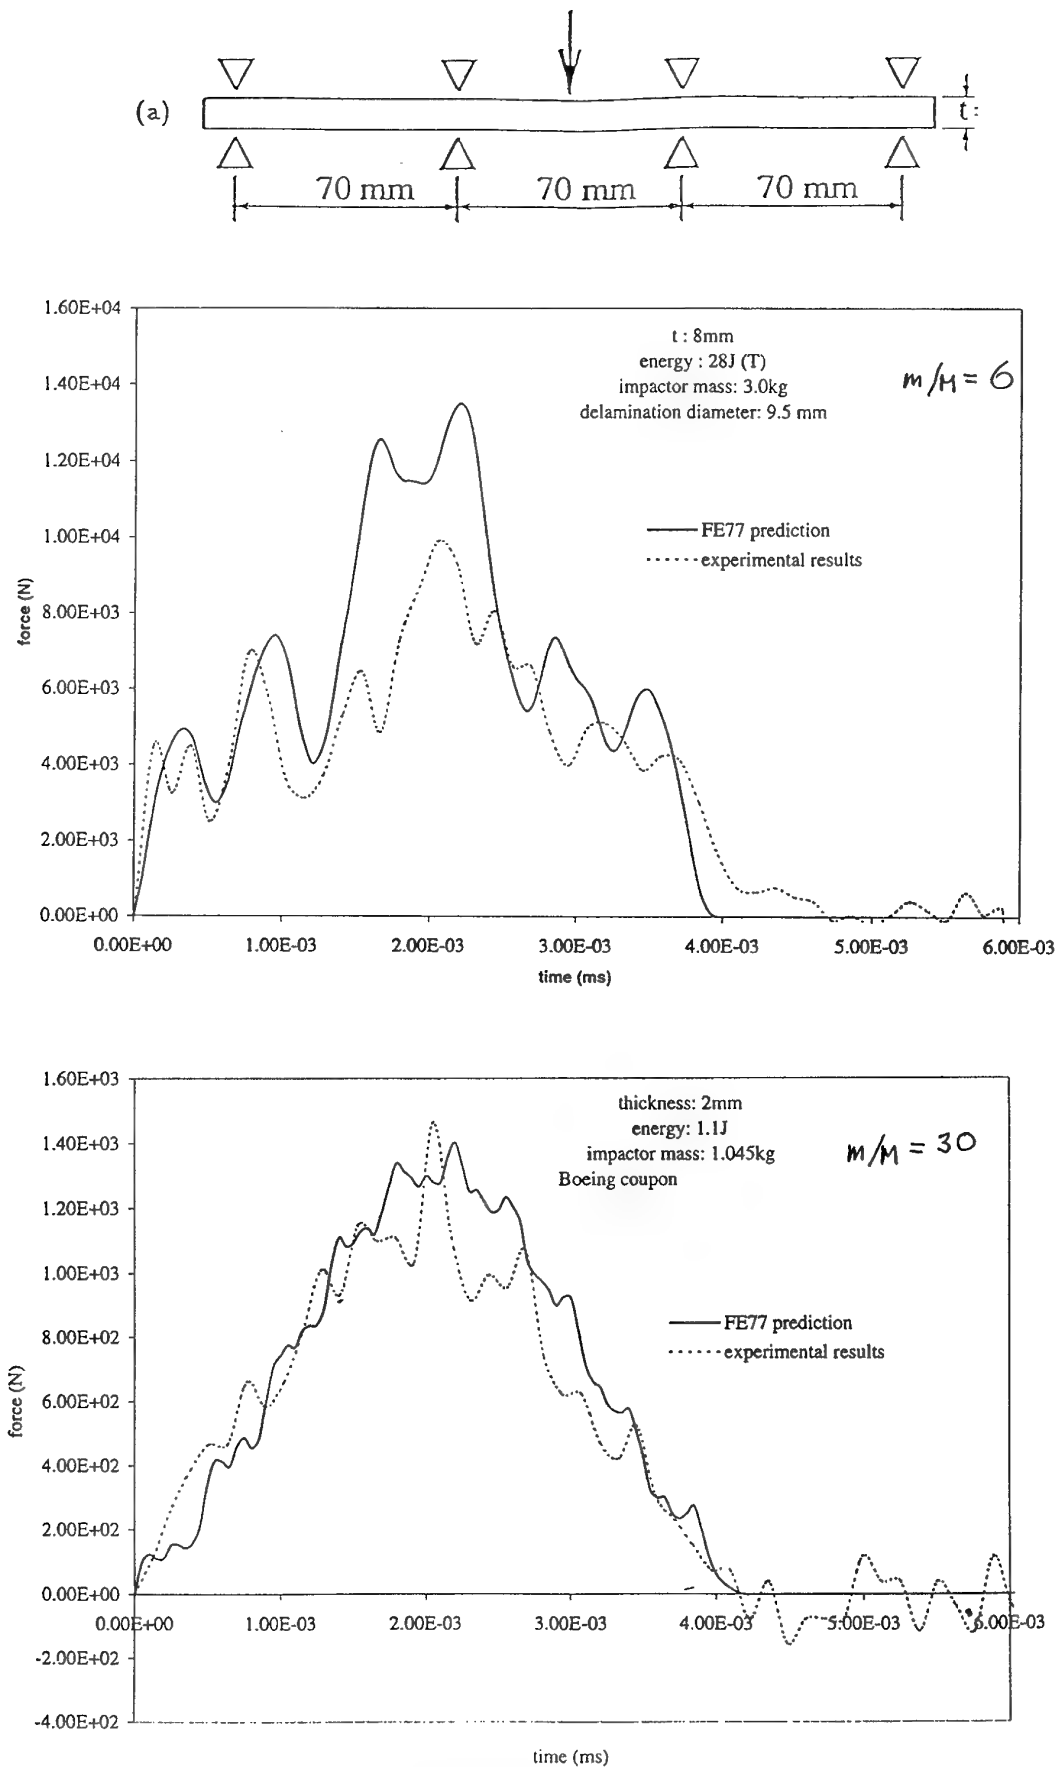 (a)
t:
70 mm 70 mm 70 mm
1.60E+04
1.40E+04
1.20E+04
1.00E+04
8.00E+03
6.00E+03
4.00E+03
2.00E+03
0.00E+00
force (N)
t : 8mm
energy : 28J (T)
impactor mass: 3.0kg
delamination diameter: 9.5 mm
m/M = 6
FE77 prediction
experimental results
0.00E+00 1.00E-03 2.00E-03 3.00E-03 4.00E-03 5.00E-03 6.00E-03
time (ms)
1.60E+03
1.40E+03
1.20E+03
1.00E+03
8.00E+02
6.00E+02
4.00E+02
2.00E+02
0.00E+00
-2.00E+02
-4.00E+02
force (N)
thickness: 2mm
energy: 1.1J
impactor mass: 1.045kg
Boeing coupon
m/M = 30
FE77 prediction
experimental results
0.00E+00 1.00E-03 2.00E-03 3.00E-03 4.00E-03 5.00E-03 6.00E-03
time (ms)